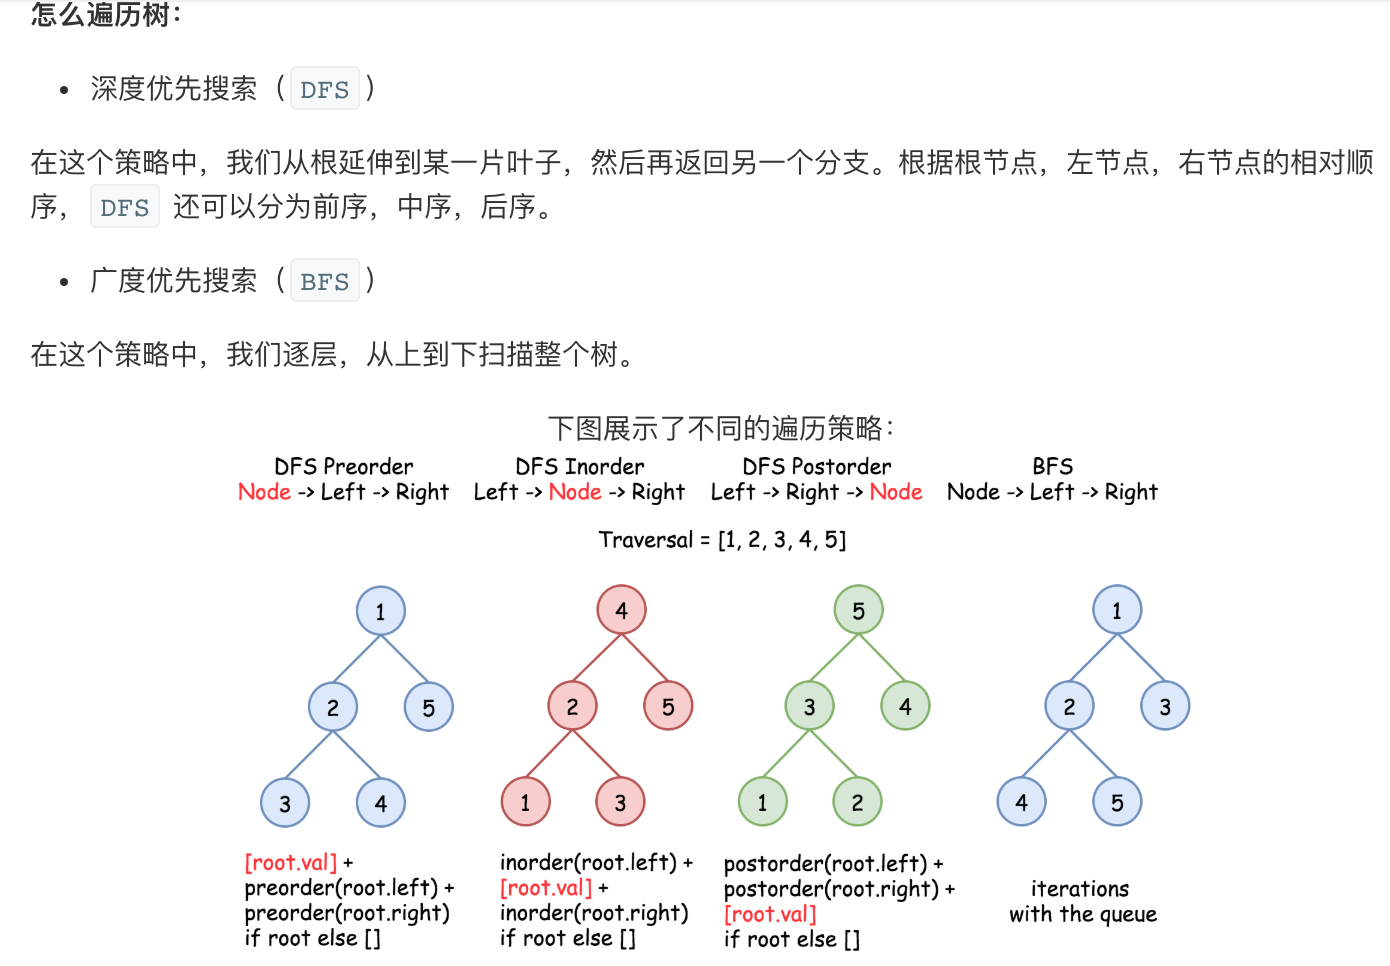 怎么遍历树：
• 深度优先搜索（ DFS ）
在这个策略中，我们从根延伸到某一片叶子，然后再返回另一个分支。根据根节点，左节点，右节点的相对顺
序， DFS 还可以分为前序，中序，后序。
• 广度优先搜索（ BFS ）
在这个策略中，我们逐层，从上到下扫描整个树。
下图展示了不同的遍历策略：
DFS Preorder
Node -> Left -> Right
DFS Inorder
Left -> Node -> Right
DFS Postorder
Left -> Right -> Node
BFS
Node -> Left -> Right
Traversal = [1, 2, 3, 4, 5]
1
2 5
3 4
4
2 5
1 3
5
3 4
1 2
1
2 3
4 5
[root.val] +
preorder(root.left) +
preorder(root.right)
if root else []
inorder(root.left) +
[root.val] +
inorder(root.right)
if root else []
postorder(root.left) +
postorder(root.right) +
[root.val]
if root else []
iterations
with the queue